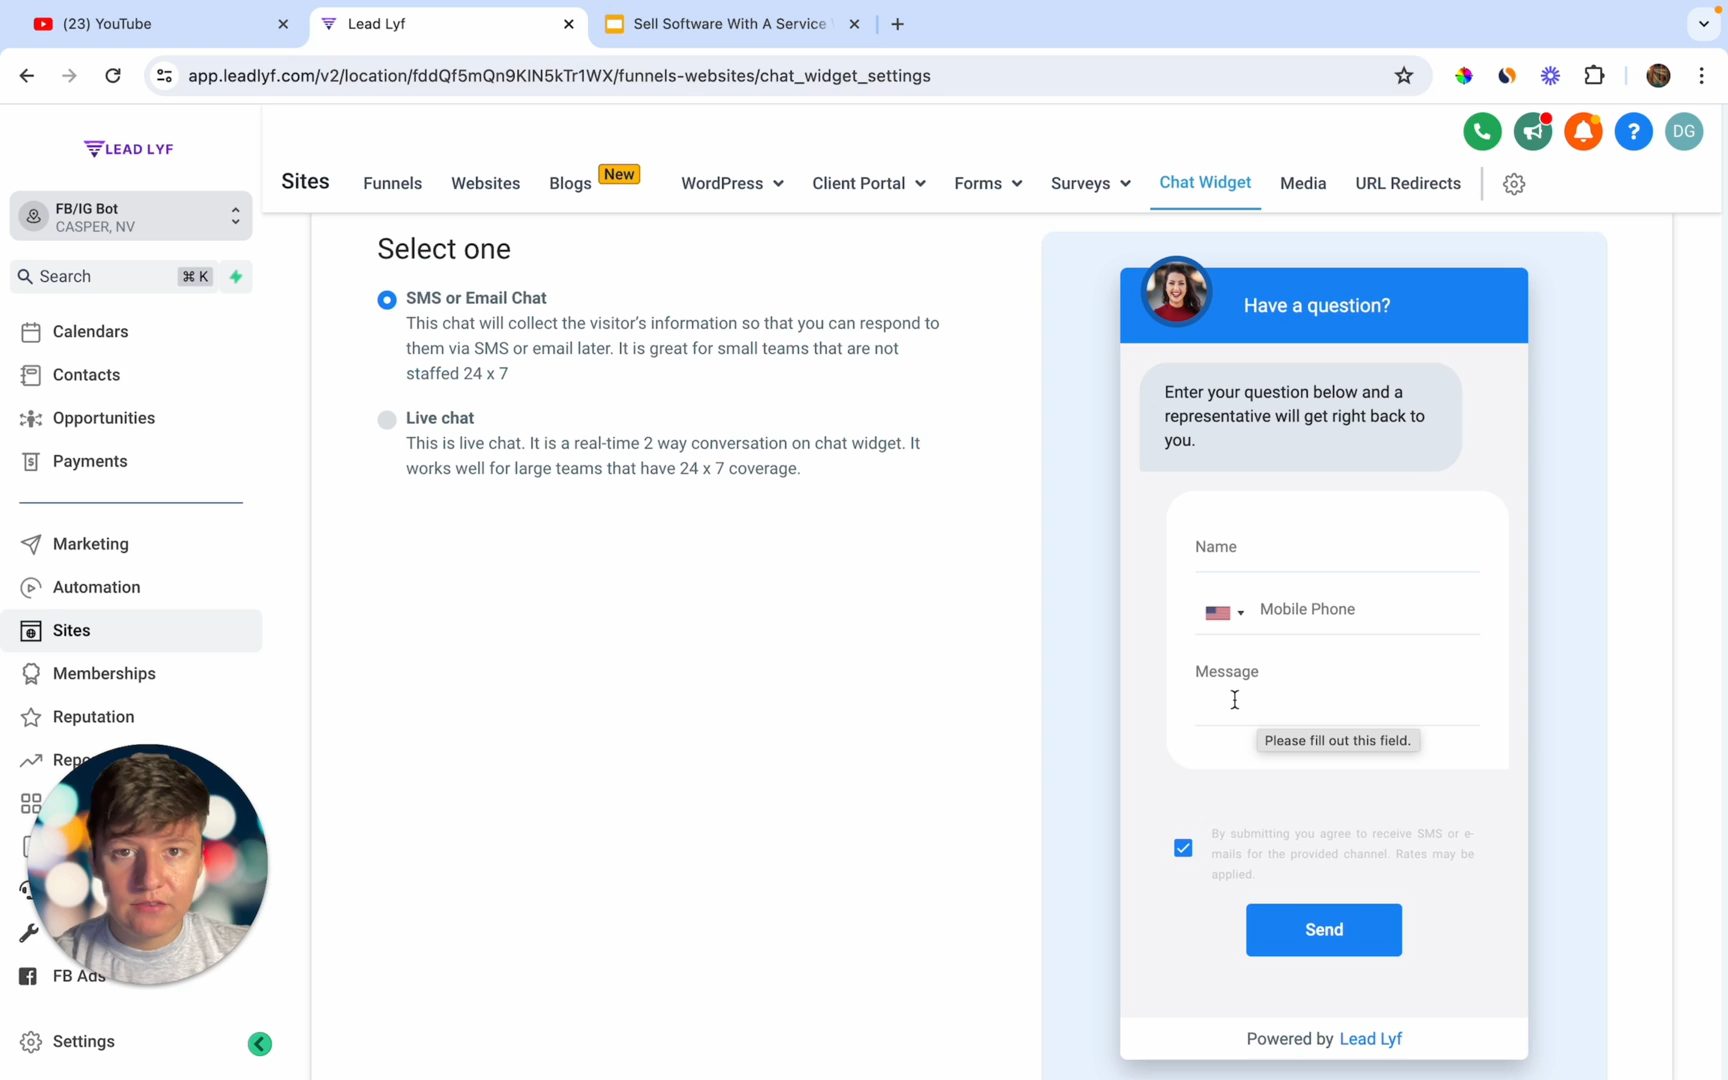 (23) YouTube
Lead Lyf
Sell Software With A Service
app.leadlyf.com/v2/location/fddQf5mQn9KIN5kTr1WX/funnels-websites/chat_widget_settings
LEAD LYF
DG
Sites
Funnels
Websites
Blogs
New
WordPress
Client Portal
Forms
Surveys
Chat Widget
Media
URL Redirects
FB/IG Bot
CASPER, NV
Search
⌘ K
Calendars
Contacts
Opportunities
Payments
Marketing
Automation
Sites
Memberships
Reputation
FB Ads
Settings
Select one
SMS or Email Chat
This chat will collect the visitor's information so that you can respond to
them via SMS or email later. It is great for small teams that are not
staffed 24 x 7
Live chat
This is live chat. It is a real-time 2 way conversation on chat widget. It
works well for large teams that have 24 x 7 coverage.
Have a question?
Enter your question below and a
representative will get right back to
you.
Name
Mobile Phone
Message
Please fill out this field.
By submitting you agree to receive SMS or e-
mails for the provided channel. Rates may be
applied.
Send
Powered by Lead Lyf